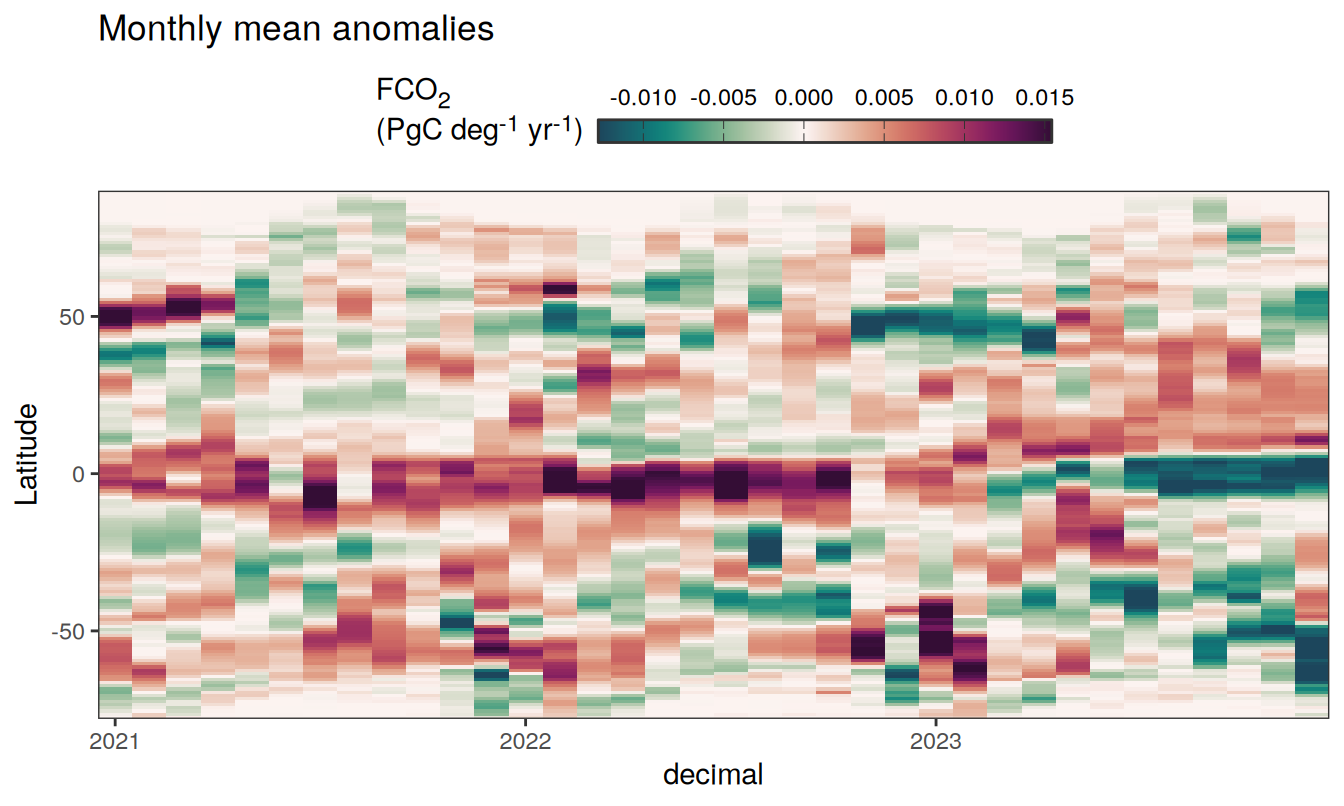 Monthly mean anomalies
FCO₂
(PgC deg⁻¹ yr⁻¹)
-0.010 -0.005 0.000 0.005 0.010 0.015
Latitude
50
0
-50
2021 2022 2023
decimal